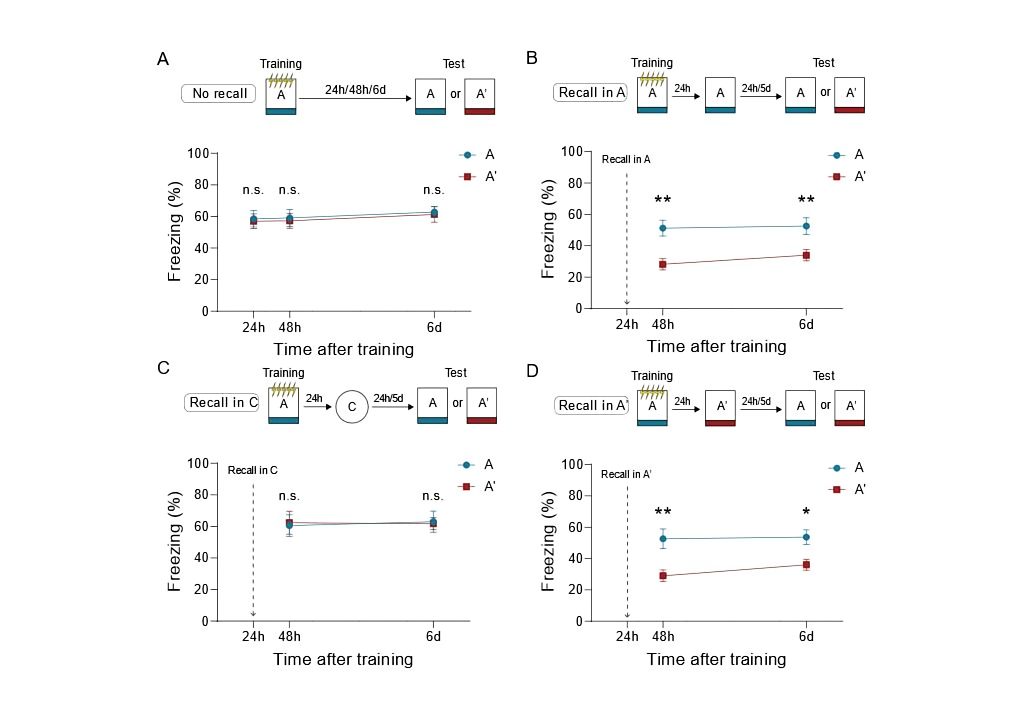 A
Training
Test
No recall
A
24h/48h/6d
A
or
A'
100
80
60
40
20
0
Freezing (%)
n.s.
n.s.
n.s.
A
A'
24h
48h
6d
Time after training
B
Training
Test
Recall in A
A
24h
A
24h/5d
A
or
A'
100
80
60
40
20
0
Freezing (%)
Recall in A
**
**
A
A'
24h
48h
6d
Time after training
C
Training
Test
Recall in C
A
24h
C
24h/5d
A
or
A'
100
80
60
40
20
0
Freezing (%)
Recall in C
n.s.
n.s.
A
A'
24h
48h
6d
Time after training
D
Training
Test
Recall in A'
A
24h
A'
24h/5d
A
or
A'
100
80
60
40
20
0
Freezing (%)
Recall in A'
**
*
A
A'
24h
48h
6d
Time after training